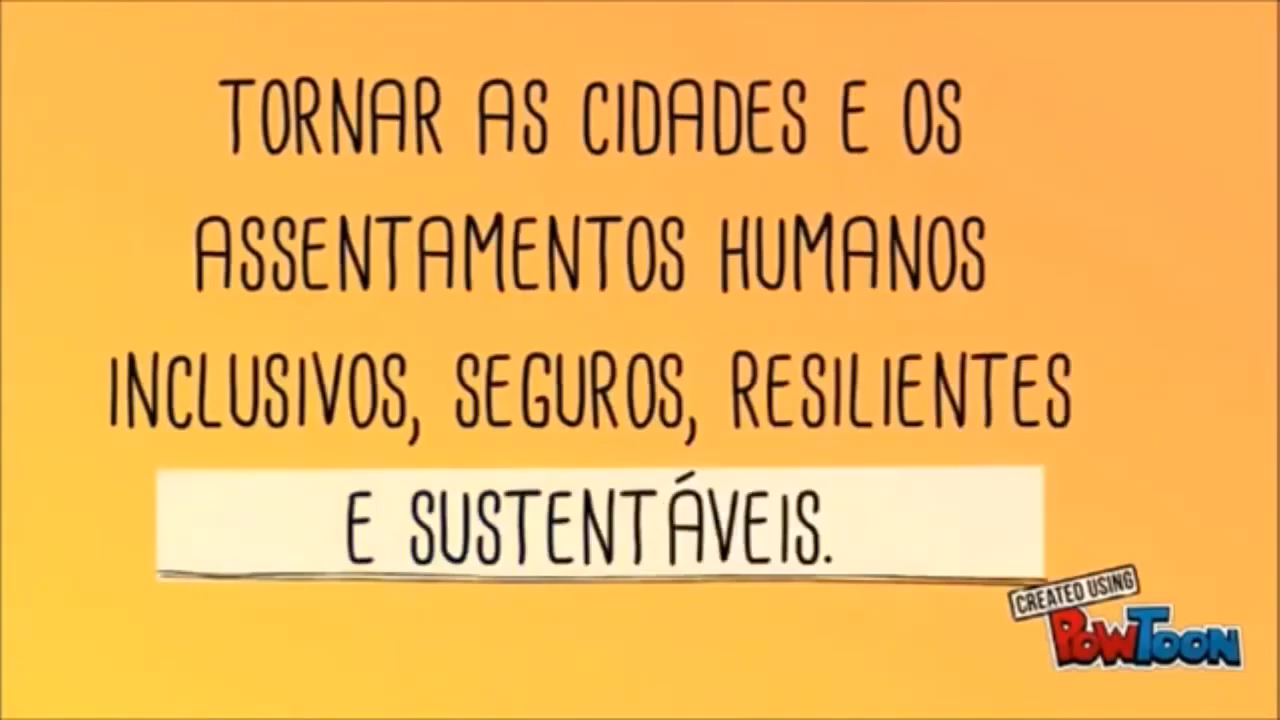 TORNAR AS CIDADES E OS
ASSENTAMENTOS HUMANOS
INCLUSIVOS, SEGUROS, RESILIENTES
E SUSTENTÁVEIS.
CREATED USING
POWTOON